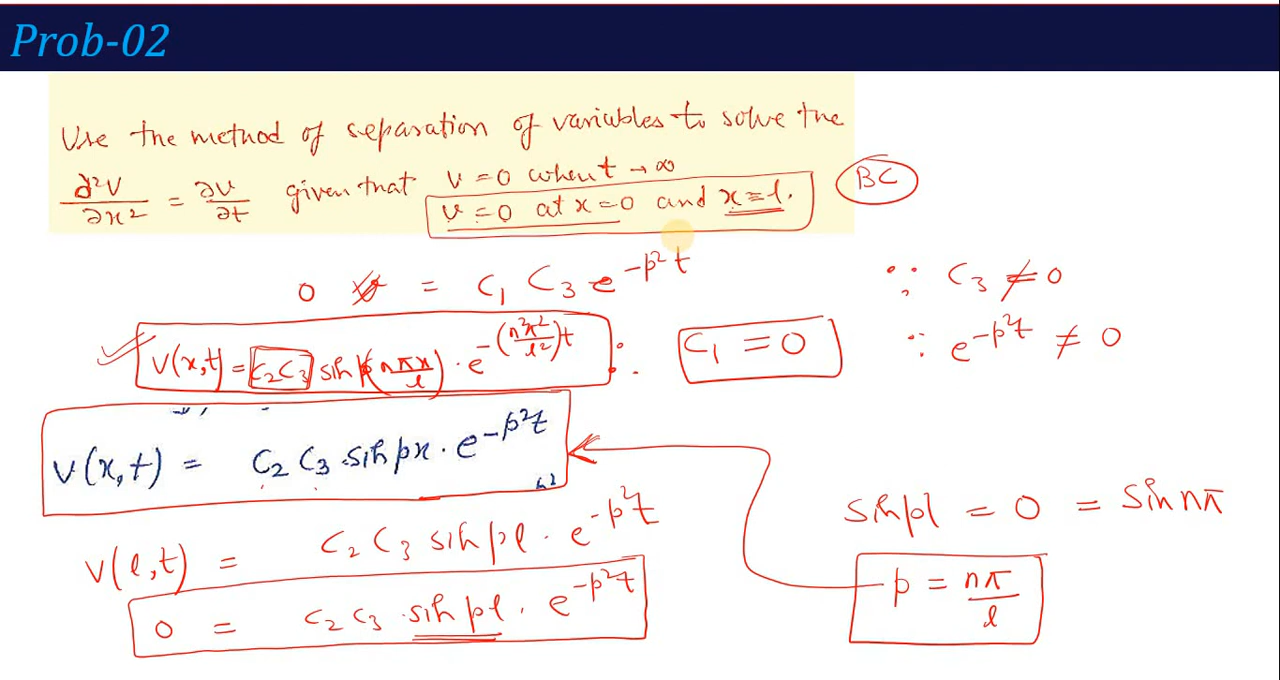 Prob-02
Use the method of separation of variables to solve the
∂²V/∂x² = ∂v/∂t given that v=0 when t → ∞
v=0 at x=0 and x=l.
BC
0 = C₁ C₃ e^{-p²t}
∵ C₃ ≠ 0
V(x,t) = C₂C₃ sin(nπx/l) · e^{-(n²π²/l²)t}
∴ C₁ = 0
∵ e^{-p²t} ≠ 0
V(x,t) = C₂ C₃ sin px · e^{-p²t}
sin pl = 0 = sin nπ
V(l,t) = C₂ C₃ sin pl · e^{-p²t}
p = nπ/l
0 = C₂ C₃ sin pl · e^{-p²t}